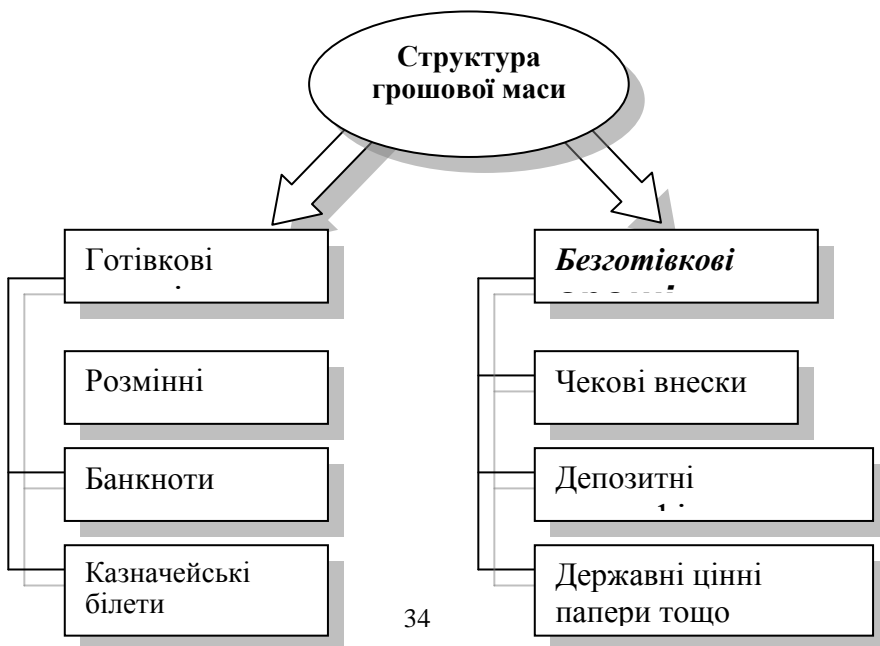 Структура
грошової маси
Готівкові
Розмінні
Банкноти
Казначейські
білети
Безготівкові
Чекові внески
Депозитні
Державні цінні
папери тощо
34